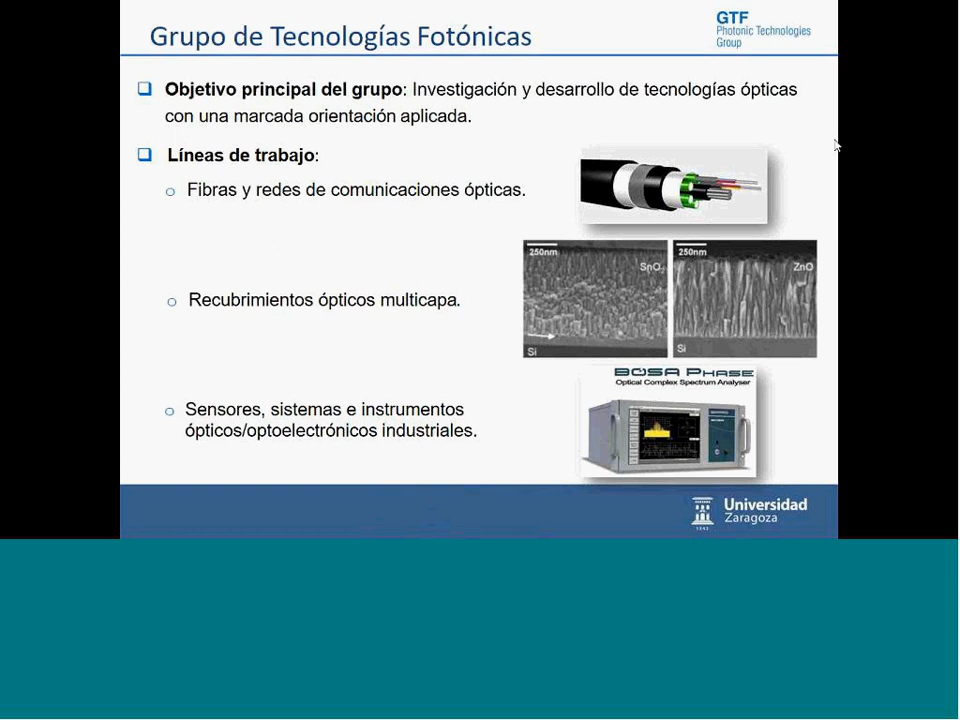 Grupo de Tecnologías Fotónicas
GTF
Photonic Technologies
Group
Objetivo principal del grupo: Investigación y desarrollo de tecnologías ópticas
con una marcada orientación aplicada.
Líneas de trabajo:
Fibras y redes de comunicaciones ópticas.
250nm
SnO₂
Si
250nm
ZnO
Si
Recubrimientos ópticos multicapa.
BOSA PHASE
Optical Complex Spectrum Analyser
Sensores, sistemas e instrumentos
ópticos/optoelectrónicos industriales.
Universidad
Zaragoza
1542